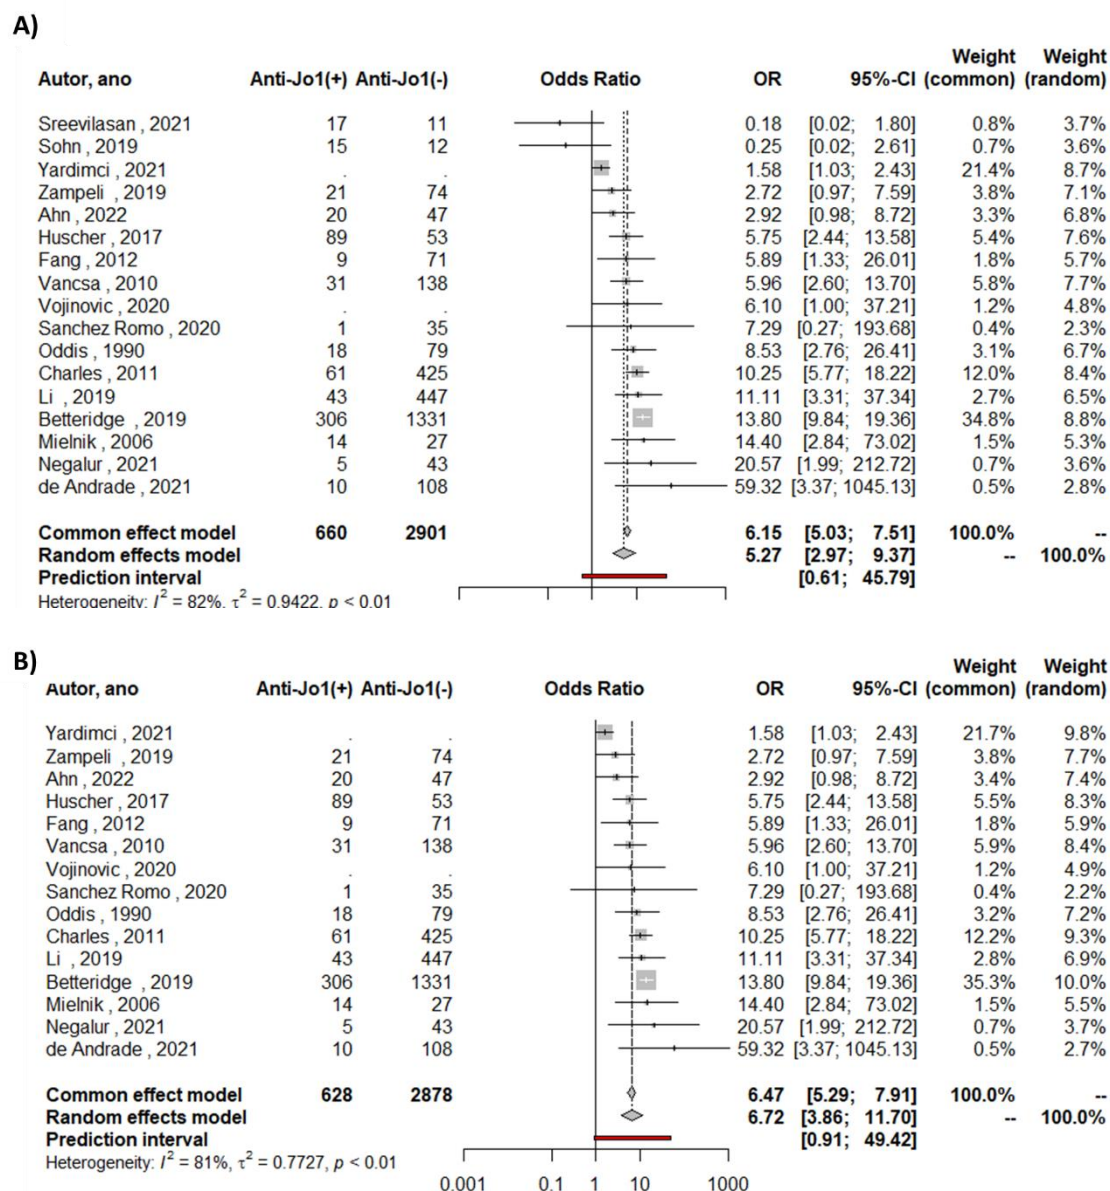 A)
Weight Weight
Autor, ano Anti-Jo1(+) Anti-Jo1(-) Odds Ratio OR 95%-CI (common) (random)
Sreevilasan , 2021 17 11 0.18 [0.02; 1.80] 0.8% 3.7%
Sohn , 2019 15 12 0.25 [0.02; 2.61] 0.7% 3.6%
Yardimci , 2021 . . 1.58 [1.03; 2.43] 21.4% 8.7%
Zampeli , 2019 21 74 2.72 [0.97; 7.59] 3.8% 7.1%
Ahn , 2022 20 47 2.92 [0.98; 8.72] 3.3% 6.8%
Huscher , 2017 89 53 5.75 [2.44; 13.58] 5.4% 7.6%
Fang , 2012 9 71 5.89 [1.33; 26.01] 1.8% 5.7%
Vancsa , 2010 31 138 5.96 [2.60; 13.70] 5.8% 7.7%
Vojinovic , 2020 . . 6.10 [1.00; 37.21] 1.2% 4.8%
Sanchez Romo , 2020 1 35 7.29 [0.27; 193.68] 0.4% 2.3%
Oddis , 1990 18 79 8.53 [2.76; 26.41] 3.1% 6.7%
Charles , 2011 61 425 10.25 [5.77; 18.22] 12.0% 8.4%
Li , 2019 43 447 11.11 [3.31; 37.34] 2.7% 6.5%
Betteridge , 2019 306 1331 13.80 [9.84; 19.36] 34.8% 8.8%
Mielnik , 2006 14 27 14.40 [2.84; 73.02] 1.5% 5.3%
Negalur , 2021 5 43 20.57 [1.99; 212.72] 0.7% 3.6%
de Andrade , 2021 10 108 59.32 [3.37; 1045.13] 0.5% 2.8%
Common effect model 660 2901 6.15 [5.03; 7.51] 100.0% --
Random effects model 5.27 [2.97; 9.37] -- 100.0%
Prediction interval [0.61; 45.79]
Heterogeneity: I² = 82%, τ² = 0.9422, p < 0.01
B)
Weight Weight
Autor, ano Anti-Jo1(+) Anti-Jo1(-) Odds Ratio OR 95%-CI (common) (random)
Yardimci , 2021 . . 1.58 [1.03; 2.43] 21.7% 9.8%
Zampeli , 2019 21 74 2.72 [0.97; 7.59] 3.8% 7.7%
Ahn , 2022 20 47 2.92 [0.98; 8.72] 3.4% 7.4%
Huscher , 2017 89 53 5.75 [2.44; 13.58] 5.5% 8.3%
Fang , 2012 9 71 5.89 [1.33; 26.01] 1.8% 5.9%
Vancsa , 2010 31 138 5.96 [2.60; 13.70] 5.9% 8.4%
Vojinovic , 2020 . . 6.10 [1.00; 37.21] 1.2% 4.9%
Sanchez Romo , 2020 1 35 7.29 [0.27; 193.68] 0.4% 2.2%
Oddis , 1990 18 79 8.53 [2.76; 26.41] 3.2% 7.2%
Charles , 2011 61 425 10.25 [5.77; 18.22] 12.2% 9.3%
Li , 2019 43 447 11.11 [3.31; 37.34] 2.8% 6.9%
Betteridge , 2019 306 1331 13.80 [9.84; 19.36] 35.3% 10.0%
Mielnik , 2006 14 27 14.40 [2.84; 73.02] 1.5% 5.5%
Negalur , 2021 5 43 20.57 [1.99; 212.72] 0.7% 3.7%
de Andrade , 2021 10 108 59.32 [3.37; 1045.13] 0.5% 2.7%
Common effect model 628 2878 6.47 [5.29; 7.91] 100.0% --
Random effects model 6.72 [3.86; 11.70] -- 100.0%
Prediction interval [0.91; 49.42]
Heterogeneity: I² = 81%, τ² = 0.7727, p < 0.01
0.001 0.1 1 10 1000